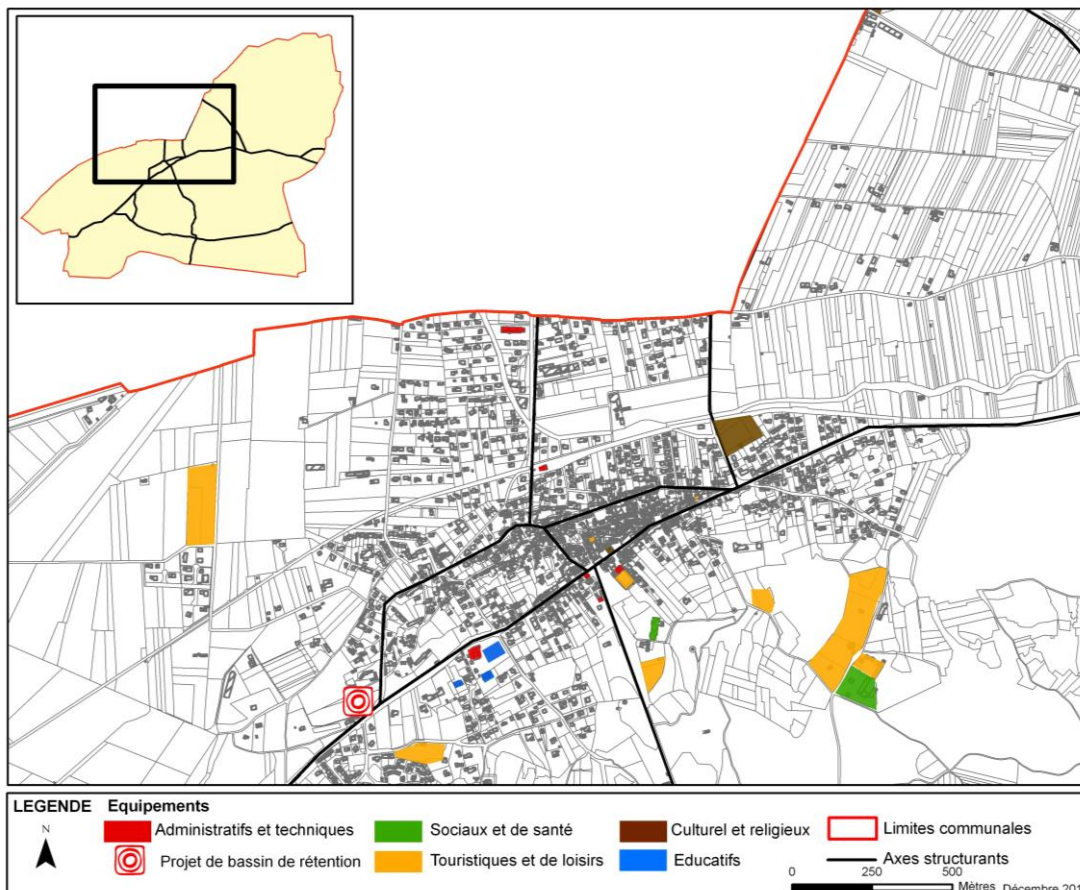 LEGENDE Equipements
N
Administratifs et techniques
Sociaux et de santé
Culturel et religieux
Limites communales
Projet de bassin de rétention
Touristiques et de loisirs
Educatifs
Axes structurants
0 250 500
Mètres
Décembre